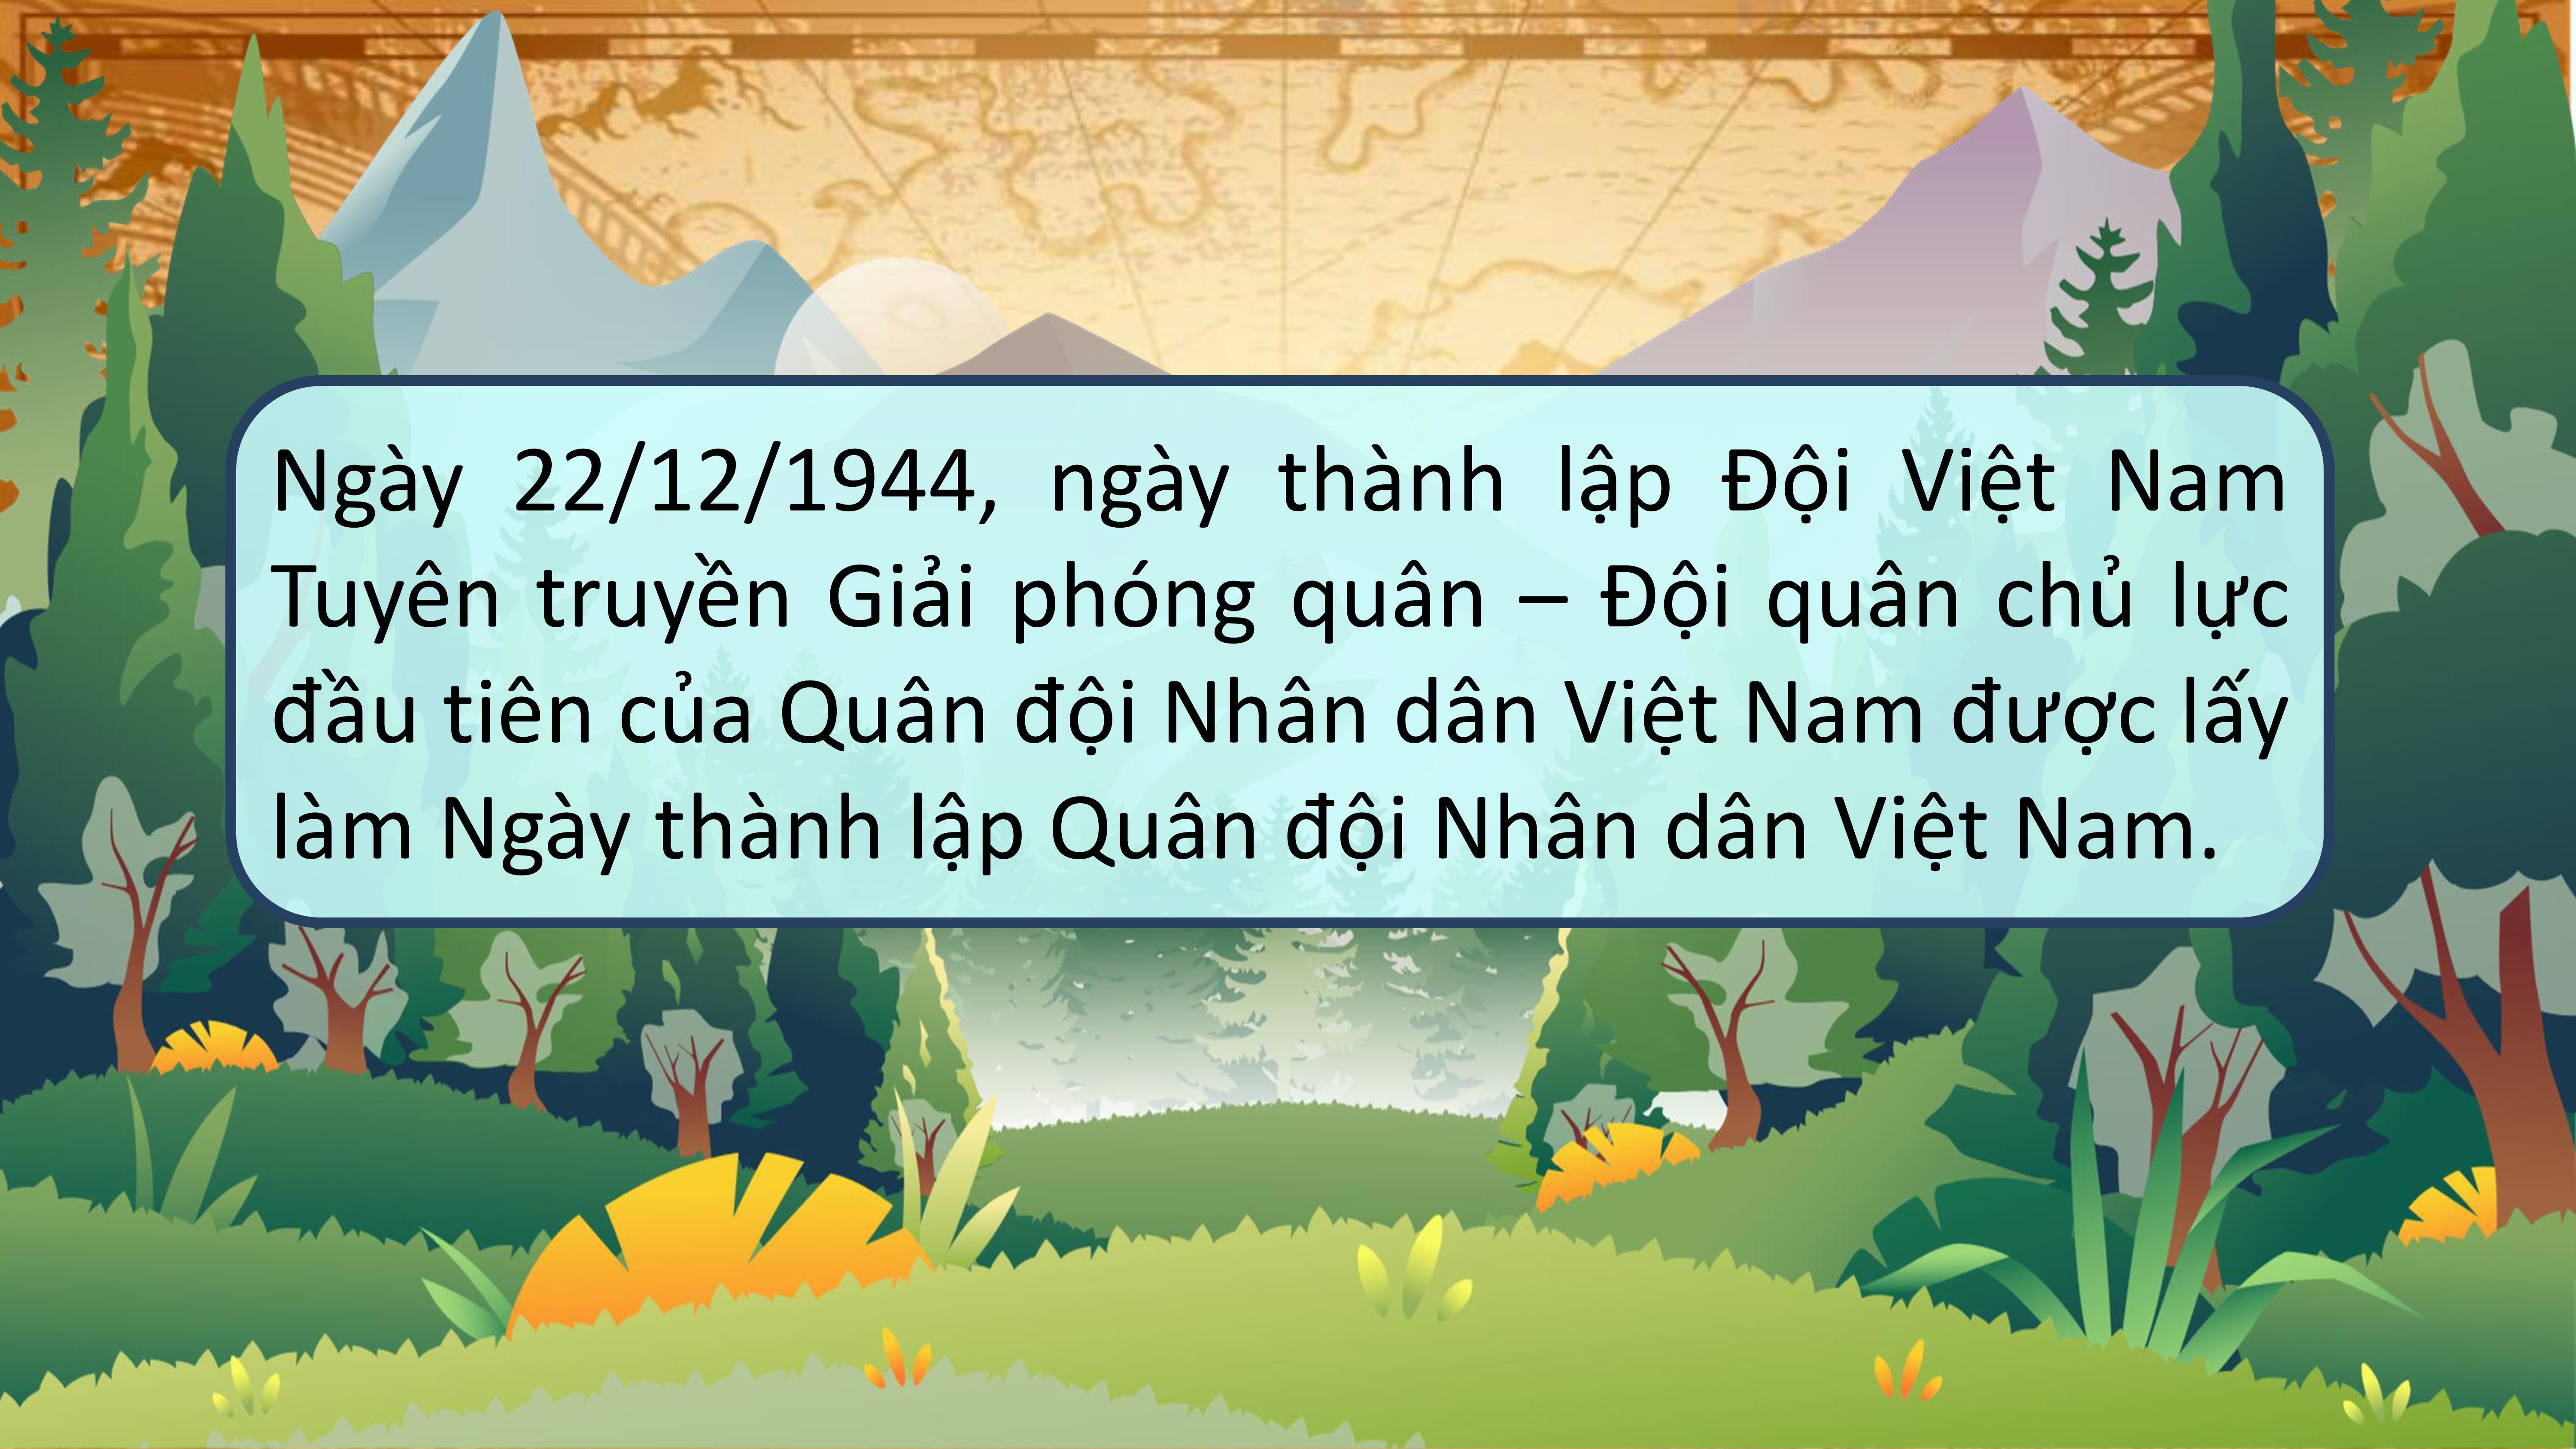 Ngày 22/12/1944, ngày thành lập Đội Việt Nam
Tuyên truyền Giải phóng quân – Đội quân chủ lực
đầu tiên của Quân đội Nhân dân Việt Nam được lấy
làm Ngày thành lập Quân đội Nhân dân Việt Nam.